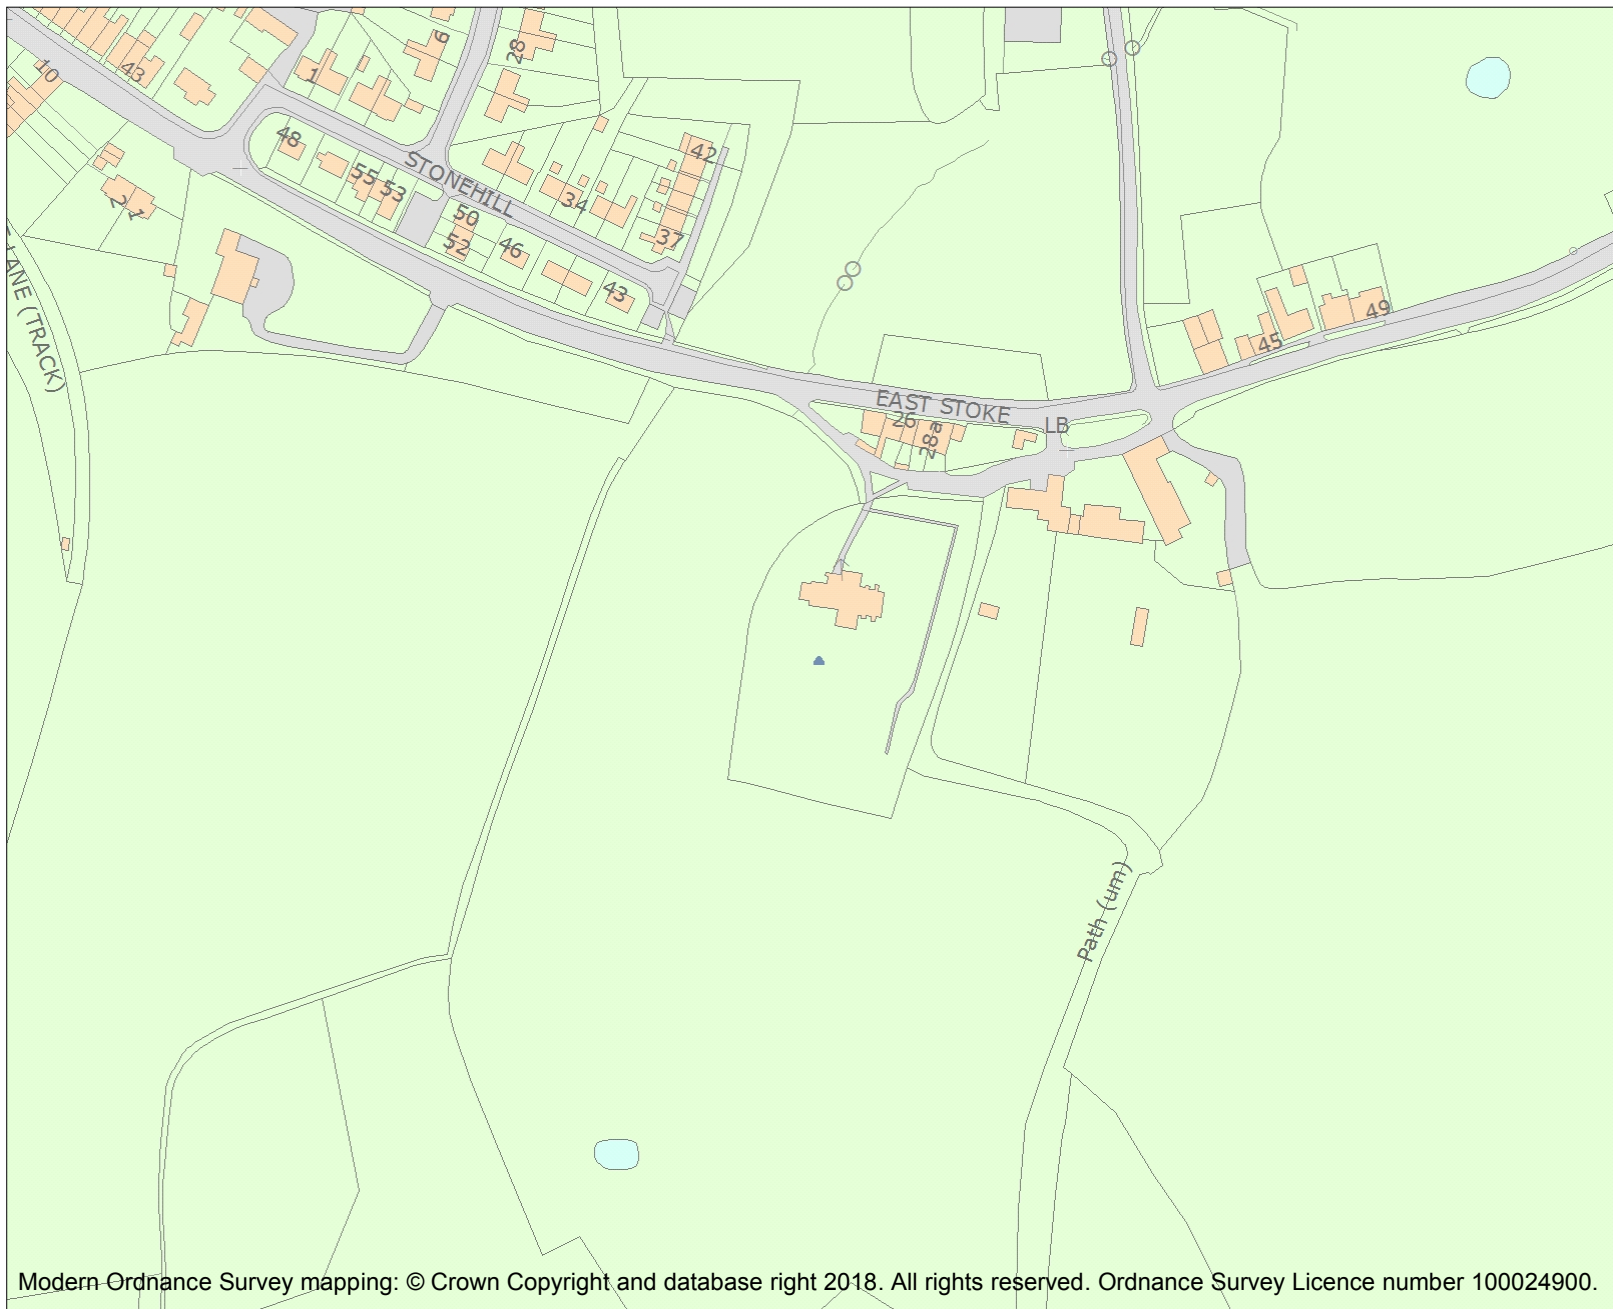 10
43
1
6
28
48
55
53
STONEHILL
50
52
46
43
34
42
37
2
1
LANE (TRACK)
EAST STOKE
26
28a
LB
45
49
Path (um)
Modern Ordnance Survey mapping: © Crown Copyright and database right 2018. All rights reserved. Ordnance Survey Licence number 100024900.